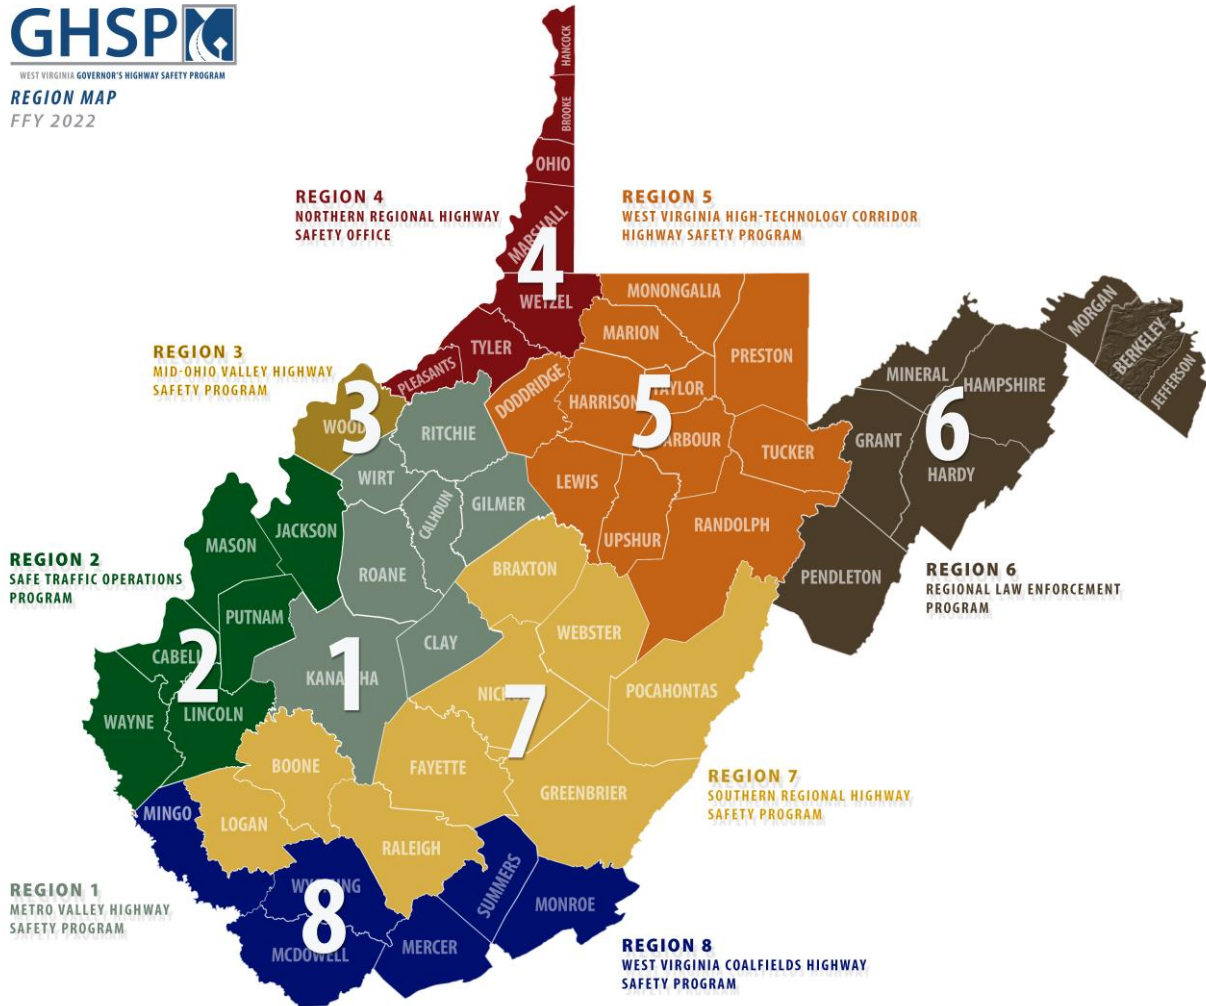 GHSP
WEST VIRGINIA GOVERNOR'S HIGHWAY SAFETY PROGRAM
REGION MAP
FFY 2022
HANCOCK
BROOKE
OHIO
MARSHALL
4
WETZEL
TYLER
PLEASANTS
REGION 4
NORTHERN REGIONAL HIGHWAY
SAFETY OFFICE
REGION 5
WEST VIRGINIA HIGH-TECHNOLOGY CORRIDOR
HIGHWAY SAFETY PROGRAM
MONONGALIA
MARION
PRESTON
DODDRIDGE
HARRISON
TAYLOR
5
BARBOUR
TUCKER
LEWIS
UPSHUR
RANDOLPH
REGION 3
MID-OHIO VALLEY HIGHWAY
SAFETY PROGRAM
WOOD
3
MORGAN
BERKELEY
JEFFERSON
MINERAL
HAMPSHIRE
6
GRANT
HARDY
PENDLETON
REGION 6
REGIONAL LAW ENFORCEMENT
PROGRAM
RITCHIE
WIRT
CALHOUN
GILMER
ROANE
CLAY
KANAWHA
1
REGION 2
SAFE TRAFFIC OPERATIONS
PROGRAM
JACKSON
MASON
PUTNAM
CABELL
2
LINCOLN
WAYNE
BRAXTON
WEBSTER
POCAHONTAS
7
FAYETTE
GREENBRIER
BOONE
LOGAN
RALEIGH
REGION 7
SOUTHERN REGIONAL HIGHWAY
SAFETY PROGRAM
MINGO
WYOMING
8
MCDOWELL
MERCER
SUMMERS
MONROE
REGION 1
METRO VALLEY HIGHWAY
SAFETY PROGRAM
REGION 8
WEST VIRGINIA COALFIELDS HIGHWAY
SAFETY PROGRAM